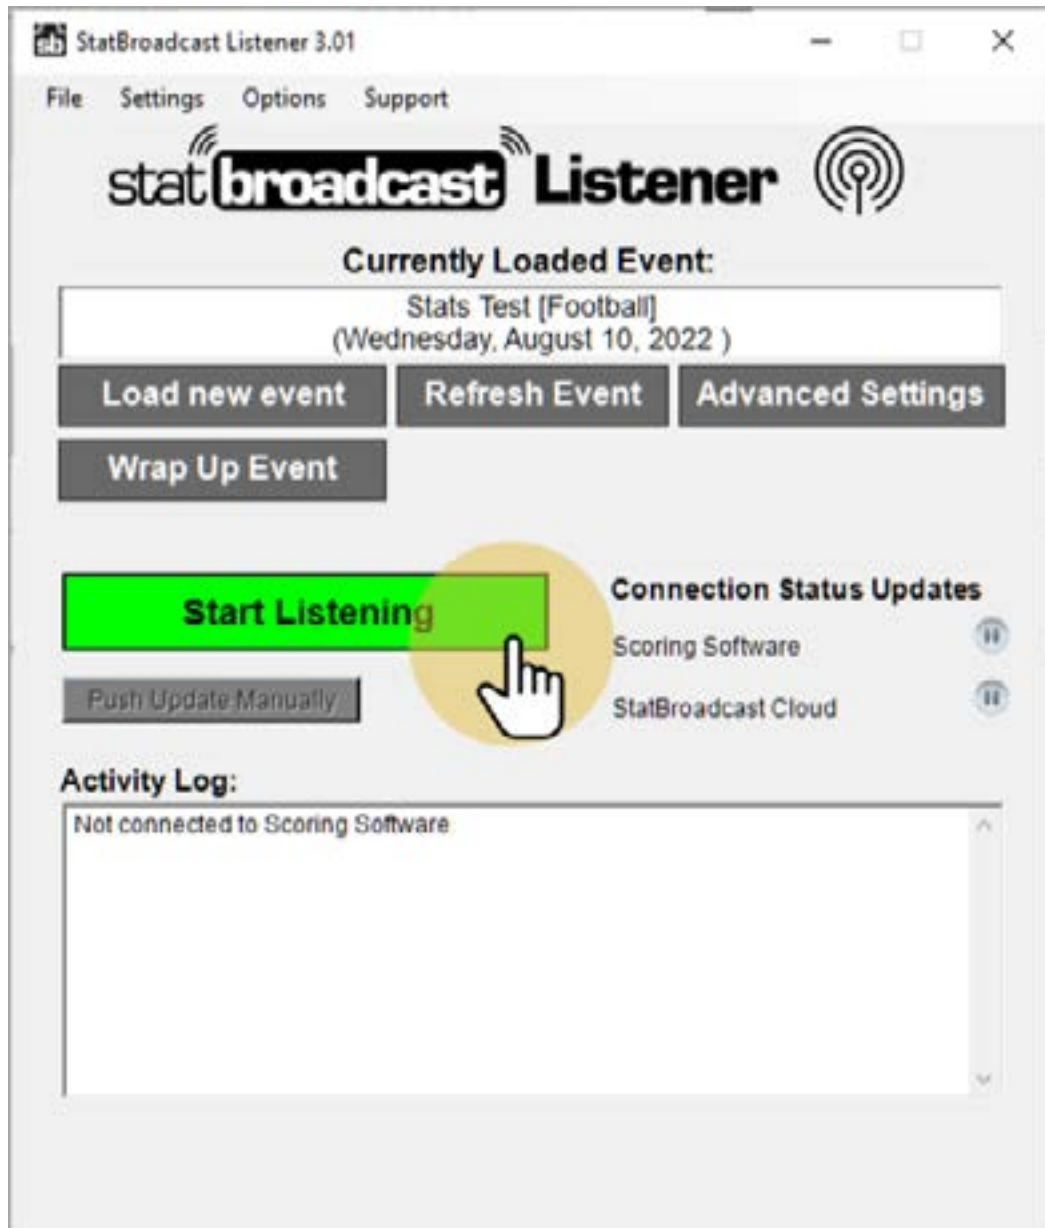 StatBroadcast Listener 3.01
File Settings Options Support
stat broadcast Listener
Currently Loaded Event:
Stats Test [Football]
(Wednesday, August 10, 2022 )
Load new event Refresh Event Advanced Settings
Wrap Up Event
Start Listening
Connection Status Updates
Scoring Software
Push Update Manually
StatBroadcast Cloud
Activity Log:
Not connected to Scoring Software